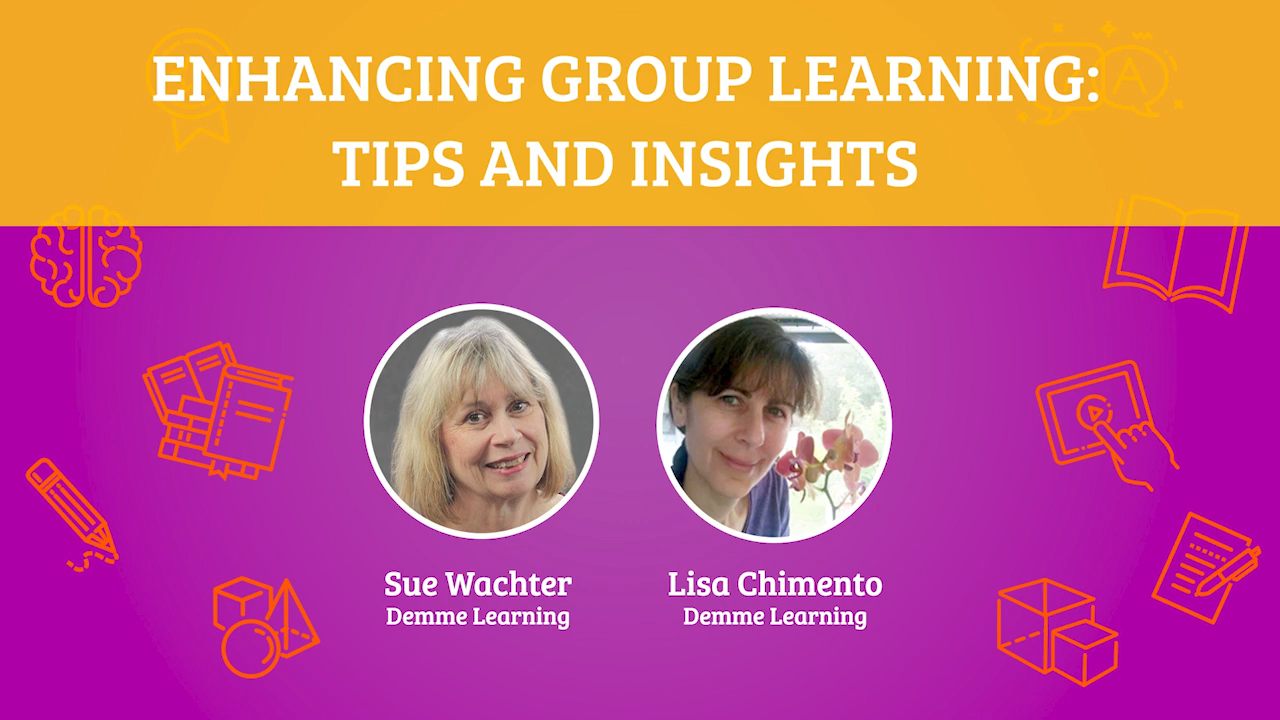 ENHANCING GROUP LEARNING:
TIPS AND INSIGHTS
A
Sue Wachter
Lisa Chimento
Demme Learning
Demme Learning